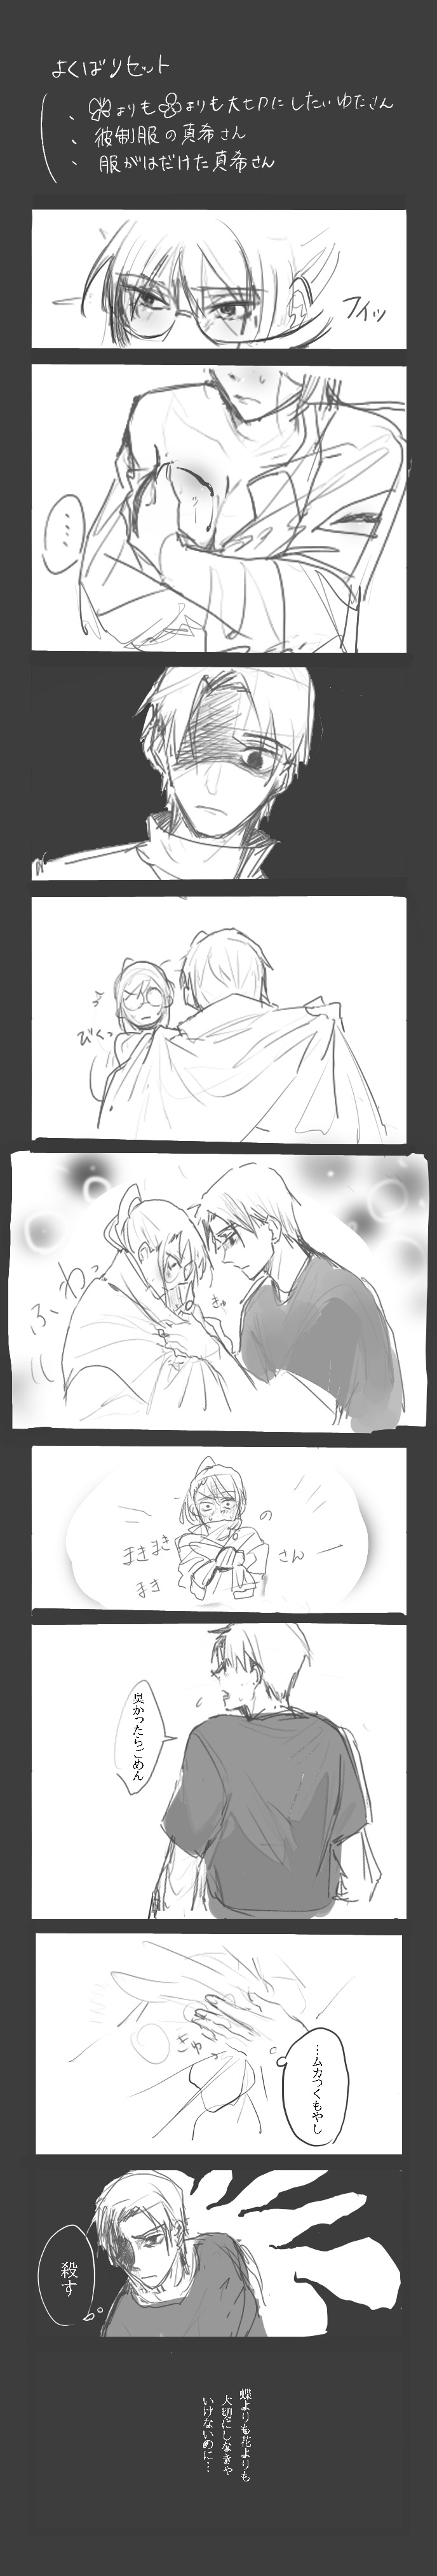 よくばりセット
、よりもよりも大切にしたいゆたさん
、彼制服の真希さん
、服がはだけた真希さん
フイッ
…
びくっ
ふわっ
きゅ
まきまき
まき
の
さん
臭かったらごめん
ぎゅっ
…ムカつくもやし
殺す
蝶よりも花よりも
大切にしなきゃ
いけないのに…